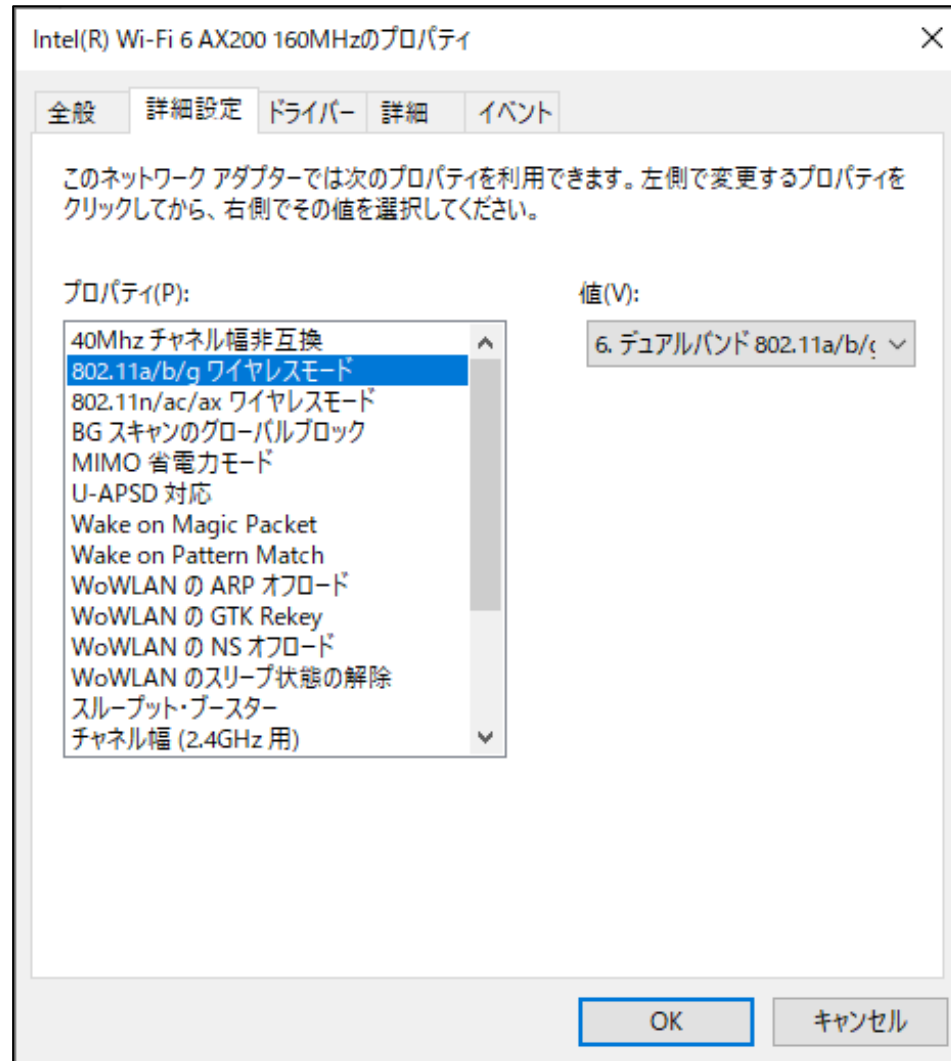 Intel(R) Wi-Fi 6 AX200 160MHzのプロパティ
全般 詳細設定 ドライバー 詳細 イベント
このネットワーク アダプターでは次のプロパティを利用できます。左側で変更するプロパティを
クリックしてから、右側でその値を選択してください。
プロパティ(P):
値(V):
40Mhz チャネル幅非互換
802.11a/b/g ワイヤレスモード
802.11n/ac/ax ワイヤレスモード
BG スキャンのグローバルブロック
MIMO 省電力モード
U-APSD 対応
Wake on Magic Packet
Wake on Pattern Match
WoWLAN の ARP オフロード
WoWLAN の GTK Rekey
WoWLAN の NS オフロード
WoWLAN のスリープ状態の解除
スループット・ブースター
チャネル幅 (2.4GHz 用)
6. デュアルバンド 802.11a/b/g
OK キャンセル